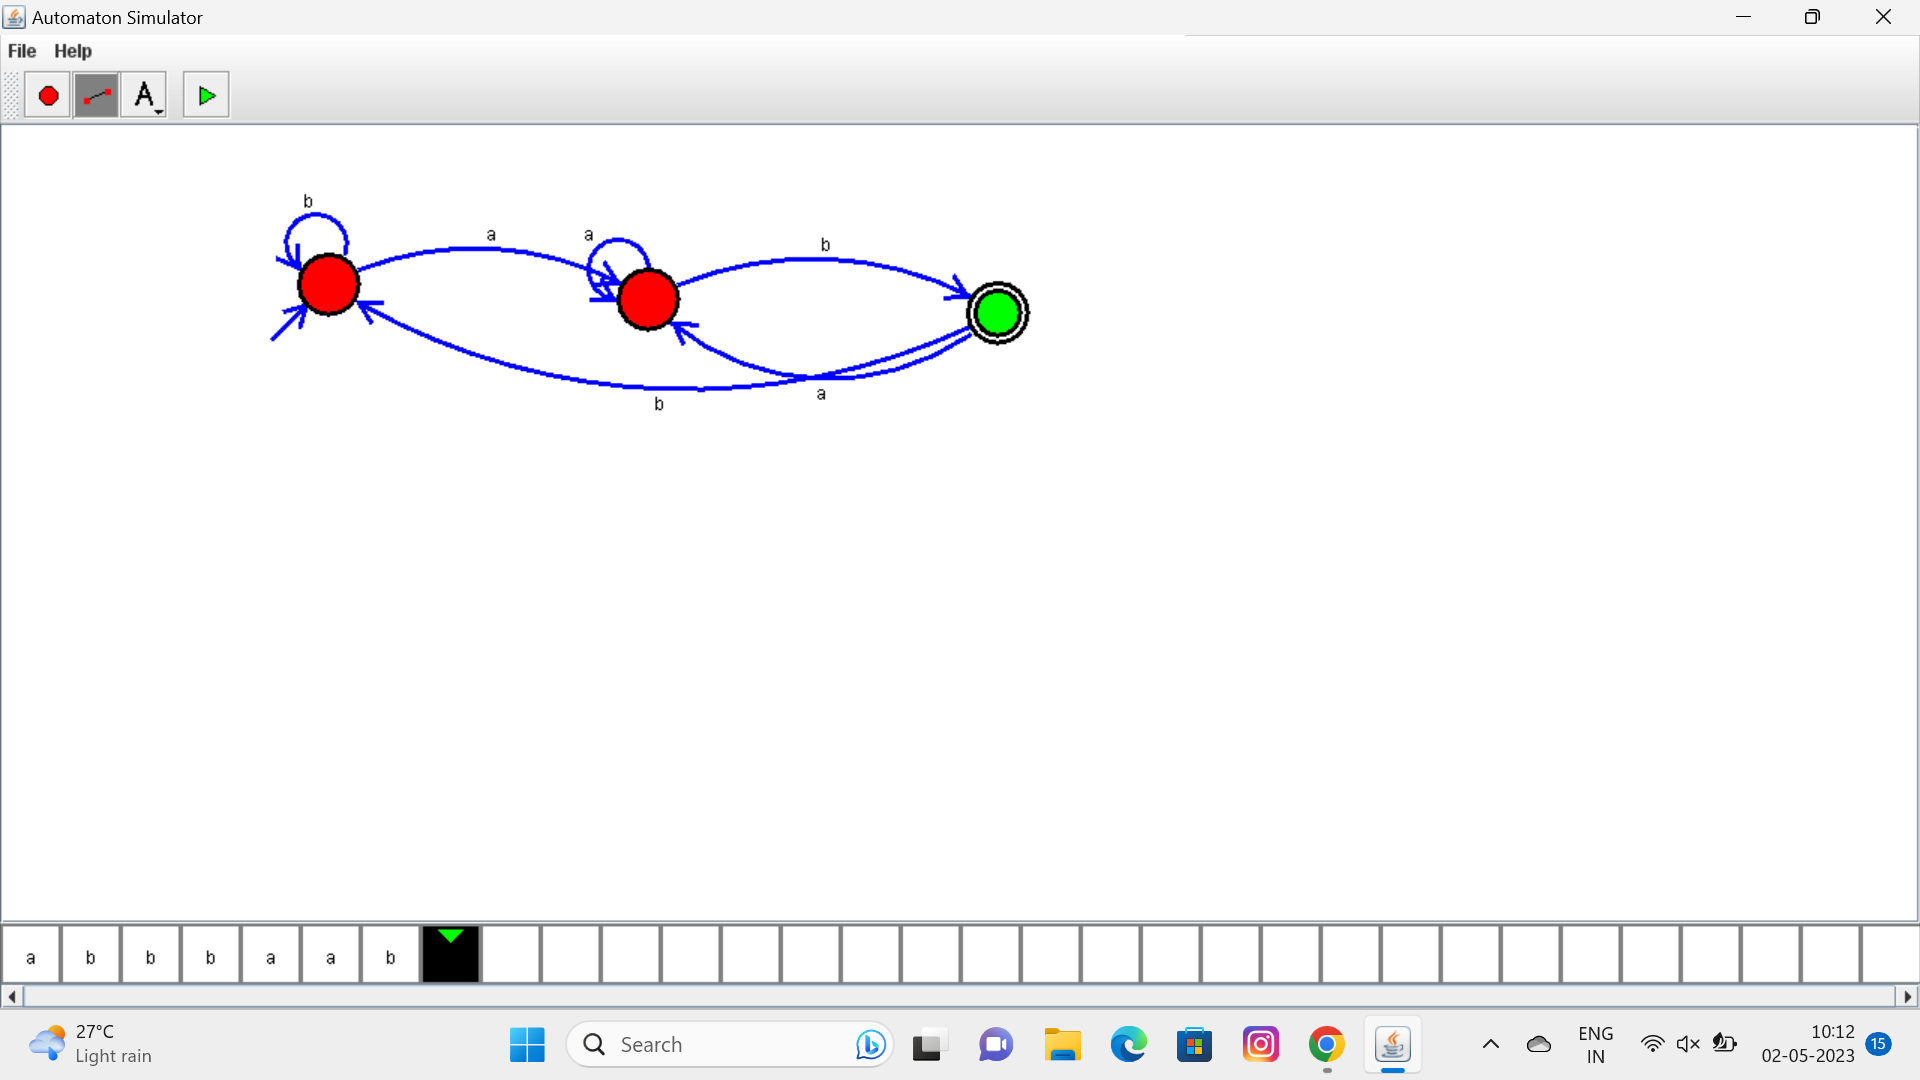 Automaton Simulator
File Help
A
b
a a b
b a
a b b b a a b
27°C
Light rain
Search
ENG
IN
10:12
02-05-2023
15